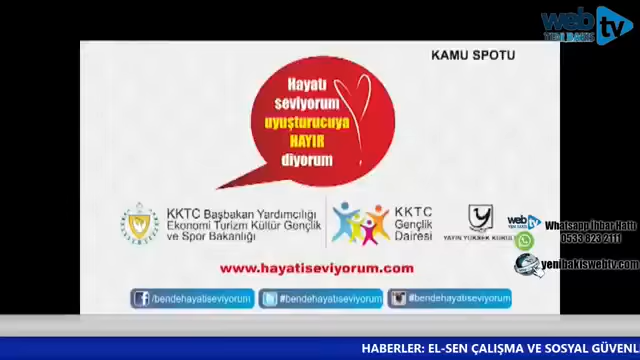 web tv
YENİ BAKIŞ
KAMU SPOTU
Hayatı
seviyorum
uyuşturucuya
HAYIR
diyorum
KKTC Başbakan Yardımcılığı
Ekonomi Turizm Kültür Gençlik
ve Spor Bakanlığı
KKTC
Gençlik
Dairesi
YAYIN YÜKSEK KURULU
web tv
Whatsapp İhbar Hattı
0533 823 2111
yenibakiswebtv.com
www.hayatiseviyorum.com
/bendehayatiseviyorum
#bendehayatiseviyorum
#bendehayatiseviyorum
HABERLER: EL-SEN ÇALIŞMA VE SOSYAL GÜVENL